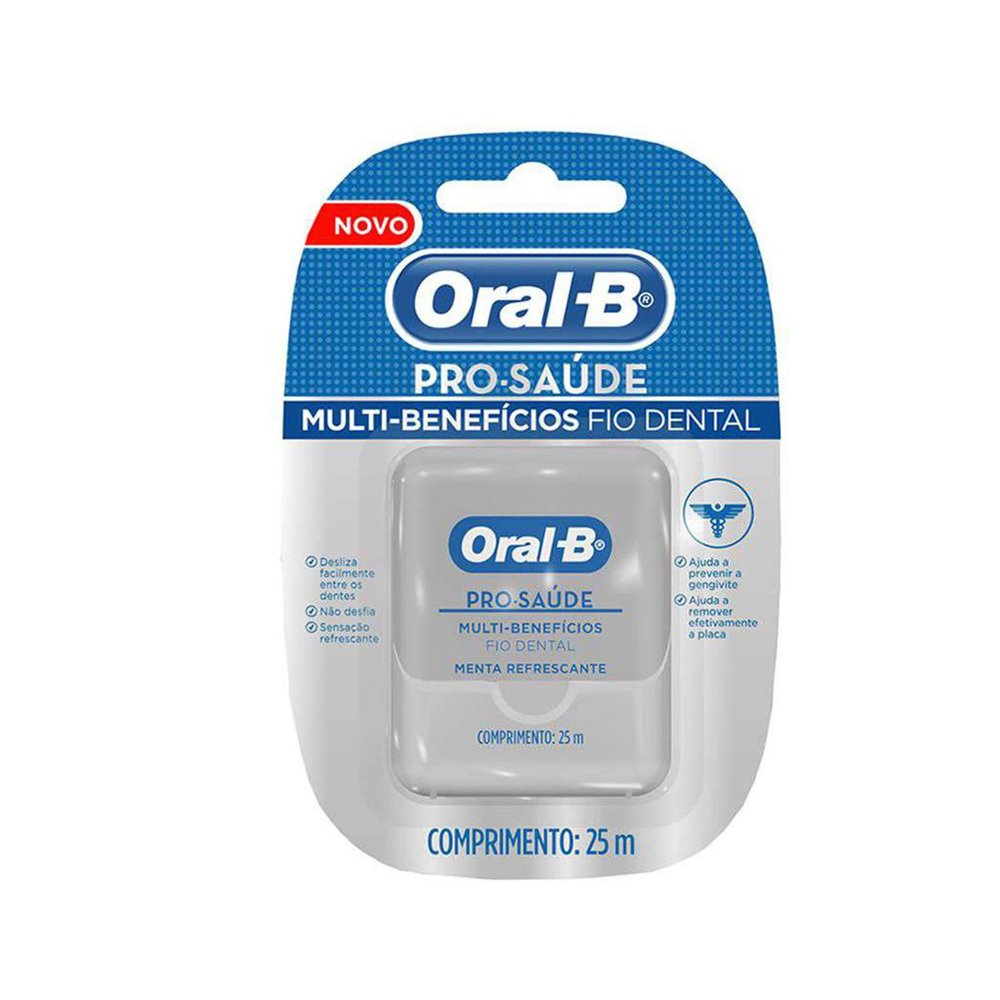 NOVO
Oral-B®
PRO-SAÚDE
MULTI-BENEFÍCIOS FIO DENTAL
Oral-B®
PRO-SAÚDE
MULTI-BENEFÍCIOS
FIO DENTAL
MENTA REFRESCANTE
COMPRIMENTO: 25 m
Desliza
facilmente
entre os
dentes
Não desfia
Sensação
refrescante
Ajuda a
prevenir a
gengivite
Ajuda a
remover
efetivamente
a placa
COMPRIMENTO: 25 m